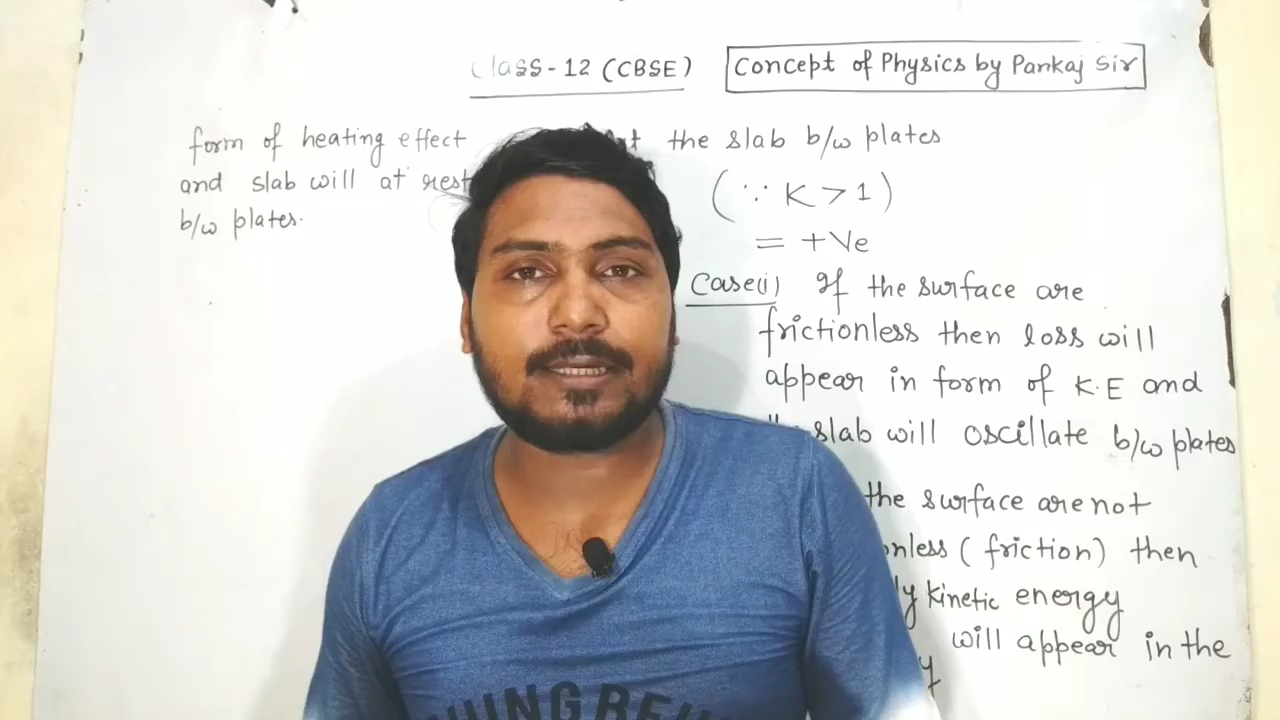 Class-12 (CBSE)
Concept of Physics by Pankaj Sir
form of heating effect
and slab will at rest
b/w plates.
the slab b/w plates
(∵ K > 1)
= +Ve
Case(i) If the surface are
frictionless then loss will
appear in form of K.E and
slab will oscillate b/w plates
the surface are not
(friction) then
kinetic energy
will appear in the